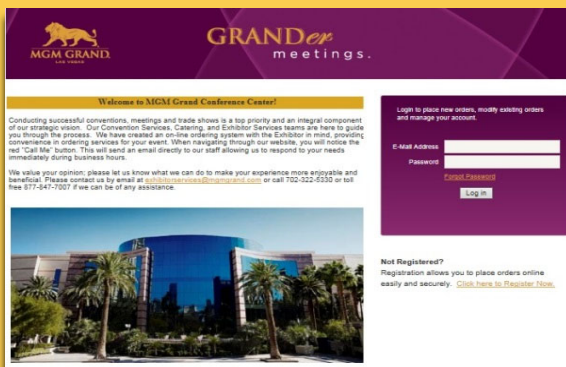 MGM GRAND.
LAS VEGAS
GRANDer
meetings.
Welcome to MGM Grand Conference Center!
Conducting successful conventions, meetings and trade shows is a top priority and an integral component
of our strategic vision. Our Convention Services, Catering, and Exhibitor Services teams are here to guide
you through the process. We have created an on-line ordering system with the Exhibitor in mind, providing
convenience in ordering services for your event. When navigating through our website, you will notice the
red "Call Me" button. This will send an email directly to our staff allowing us to respond to your needs
immediately during business hours.
We value your opinion; please let us know what we can do to make your experience more enjoyable and
beneficial. Please contact us by email at exhibitorservices@mgmgrand.com or call 702-322-5330 or toll
free 877-847-7007 if we can be of any assistance.
Login to place new orders, modify existing orders
and manage your account.
E-Mail Address
Password
Forgot Password
Log in
Not Registered?
Registration allows you to place orders online
easily and securely. Click here to Register Now.